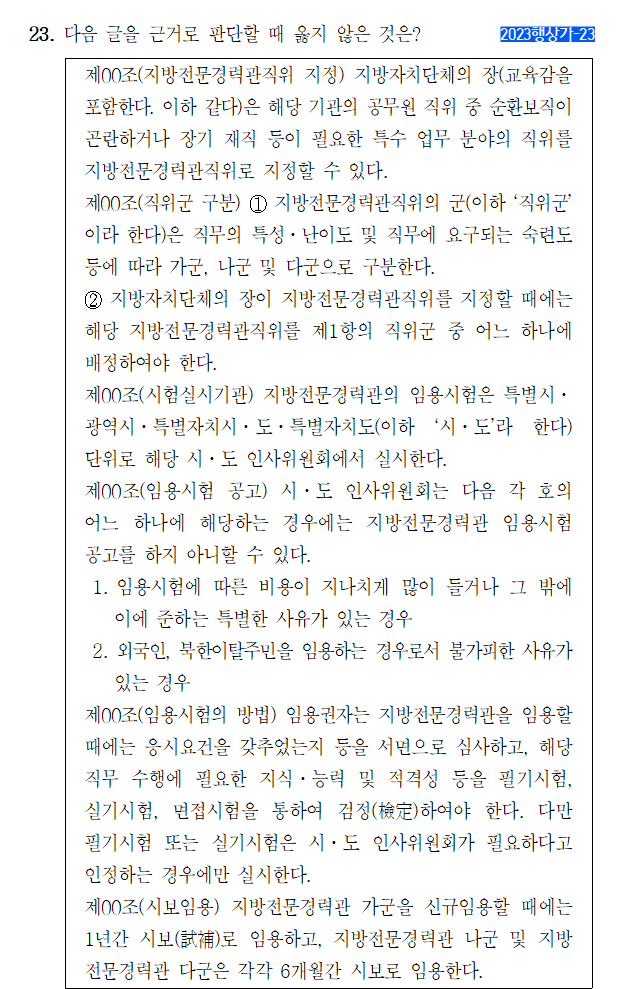 23. 다음 글을 근거로 판단할 때 옳지 않은 것은? 2023행상가-23
제00조(지방전문경력관직위 지정) 지방자치단체의 장(교육감을
포함한다. 이하 같다)은 해당 기관의 공무원 직위 중 순환보직이
곤란하거나 장기 재직 등이 필요한 특수 업무 분야의 직위를
지방전문경력관직위로 지정할 수 있다.
제00조(직위군 구분) ① 지방전문경력관직위의 군(이하 ‘직위군’
이라 한다)은 직무의 특성·난이도 및 직무에 요구되는 숙련도
등에 따라 가군, 나군 및 다군으로 구분한다.
② 지방자치단체의 장이 지방전문경력관직위를 지정할 때에는
해당 지방전문경력관직위를 제1항의 직위군 중 어느 하나에
배정하여야 한다.
제00조(시험실시기관) 지방전문경력관의 임용시험은 특별시·
광역시·특별자치시·도·특별자치도(이하 ‘시·도’라 한다)
단위로 해당 시·도 인사위원회에서 실시한다.
제00조(임용시험 공고) 시·도 인사위원회는 다음 각 호의
어느 하나에 해당하는 경우에는 지방전문경력관 임용시험
공고를 하지 아니할 수 있다.
1. 임용시험에 따른 비용이 지나치게 많이 들거나 그 밖에
이에 준하는 특별한 사유가 있는 경우
2. 외국인, 북한이탈주민을 임용하는 경우로서 불가피한 사유가
있는 경우
제00조(임용시험의 방법) 임용권자는 지방전문경력관을 임용할
때에는 응시요건을 갖추었는지 등을 서면으로 심사하고, 해당
직무 수행에 필요한 지식·능력 및 적격성 등을 필기시험,
실기시험, 면접시험을 통하여 검정(檢定)하여야 한다. 다만
필기시험 또는 실기시험은 시·도 인사위원회가 필요하다고
인정하는 경우에만 실시한다.
제00조(시보임용) 지방전문경력관 가군을 신규임용할 때에는
1년간 시보(試補)로 임용하고, 지방전문경력관 나군 및 지방
전문경력관 다군은 각각 6개월간 시보로 임용한다.